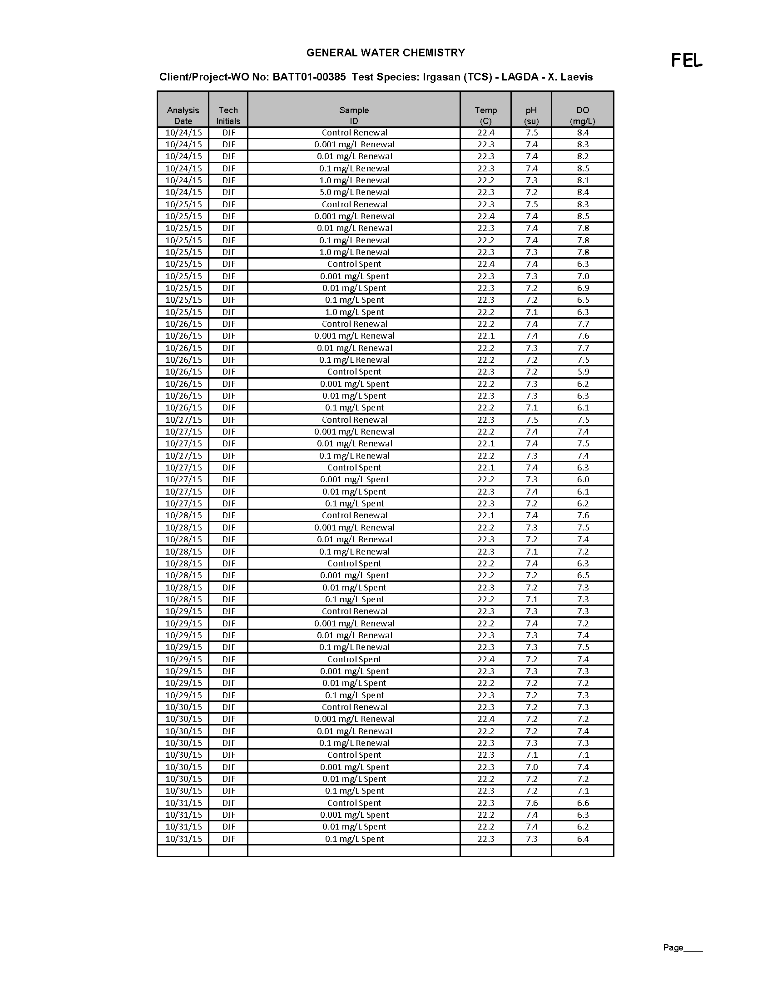 GENERAL WATER CHEMISTRY
FEL
Client/Project-WO No: BATT01-00385 Test Species: Irgasan (TCS) - LAGDA - X. Laevis
Analysis Date Tech Initials Sample ID Temp (C) pH (su) DO (mg/L)
10/24/15 DJF Control Renewal 22.4 7.5 8.4
10/24/15 DJF 0.001 mg/L Renewal 22.3 7.4 8.3
10/24/15 DJF 0.01 mg/L Renewal 22.3 7.4 8.2
10/24/15 DJF 0.1 mg/L Renewal 22.3 7.4 8.5
10/24/15 DJF 1.0 mg/L Renewal 22.2 7.3 8.1
10/24/15 DJF 5.0 mg/L Renewal 22.3 7.2 8.4
10/25/15 DJF Control Renewal 22.3 7.5 8.3
10/25/15 DJF 0.001 mg/L Renewal 22.4 7.4 8.5
10/25/15 DJF 0.01 mg/L Renewal 22.3 7.4 7.8
10/25/15 DJF 0.1 mg/L Renewal 22.2 7.4 7.8
10/25/15 DJF 1.0 mg/L Renewal 22.3 7.3 7.8
10/25/15 DJF Control Spent 22.4 7.4 6.3
10/25/15 DJF 0.001 mg/L Spent 22.3 7.3 7.0
10/25/15 DJF 0.01 mg/L Spent 22.3 7.2 6.9
10/25/15 DJF 0.1 mg/L Spent 22.3 7.2 6.5
10/25/15 DJF 1.0 mg/L Spent 22.2 7.1 6.3
10/26/15 DJF Control Renewal 22.2 7.4 7.7
10/26/15 DJF 0.001 mg/L Renewal 22.1 7.4 7.6
10/26/15 DJF 0.01 mg/L Renewal 22.2 7.3 7.7
10/26/15 DJF 0.1 mg/L Renewal 22.2 7.2 7.5
10/26/15 DJF Control Spent 22.3 7.2 5.9
10/26/15 DJF 0.001 mg/L Spent 22.2 7.3 6.2
10/26/15 DJF 0.01 mg/L Spent 22.3 7.3 6.3
10/26/15 DJF 0.1 mg/L Spent 22.2 7.1 6.1
10/27/15 DJF Control Renewal 22.3 7.5 7.5
10/27/15 DJF 0.001 mg/L Renewal 22.2 7.4 7.4
10/27/15 DJF 0.01 mg/L Renewal 22.1 7.4 7.5
10/27/15 DJF 0.1 mg/L Renewal 22.2 7.3 7.4
10/27/15 DJF Control Spent 22.1 7.4 6.3
10/27/15 DJF 0.001 mg/L Spent 22.2 7.3 6.0
10/27/15 DJF 0.01 mg/L Spent 22.3 7.4 6.1
10/27/15 DJF 0.1 mg/L Spent 22.3 7.2 6.2
10/28/15 DJF Control Renewal 22.1 7.4 7.6
10/28/15 DJF 0.001 mg/L Renewal 22.2 7.3 7.5
10/28/15 DJF 0.01 mg/L Renewal 22.3 7.2 7.4
10/28/15 DJF 0.1 mg/L Renewal 22.3 7.1 7.2
10/28/15 DJF Control Spent 22.2 7.4 6.3
10/28/15 DJF 0.001 mg/L Spent 22.2 7.2 6.5
10/28/15 DJF 0.01 mg/L Spent 22.3 7.2 7.3
10/28/15 DJF 0.1 mg/L Spent 22.2 7.1 7.3
10/29/15 DJF Control Renewal 22.3 7.3 7.3
10/29/15 DJF 0.001 mg/L Renewal 22.2 7.4 7.2
10/29/15 DJF 0.01 mg/L Renewal 22.3 7.3 7.4
10/29/15 DJF 0.1 mg/L Renewal 22.3 7.3 7.5
10/29/15 DJF Control Spent 22.4 7.2 7.4
10/29/15 DJF 0.001 mg/L Spent 22.3 7.3 7.3
10/29/15 DJF 0.01 mg/L Spent 22.2 7.2 7.2
10/29/15 DJF 0.1 mg/L Spent 22.3 7.2 7.3
10/30/15 DJF Control Renewal 22.3 7.2 7.3
10/30/15 DJF 0.001 mg/L Renewal 22.4 7.2 7.2
10/30/15 DJF 0.01 mg/L Renewal 22.2 7.2 7.4
10/30/15 DJF 0.1 mg/L Renewal 22.3 7.3 7.3
10/30/15 DJF Control Spent 22.3 7.1 7.1
10/30/15 DJF 0.001 mg/L Spent 22.3 7.0 7.4
10/30/15 DJF 0.01 mg/L Spent 22.2 7.2 7.2
10/30/15 DJF 0.1 mg/L Spent 22.3 7.2 7.1
10/31/15 DJF Control Spent 22.3 7.6 6.6
10/31/15 DJF 0.001 mg/L Spent 22.2 7.4 6.3
10/31/15 DJF 0.01 mg/L Spent 22.2 7.4 6.2
10/31/15 DJF 0.1 mg/L Spent 22.3 7.3 6.4
Page____